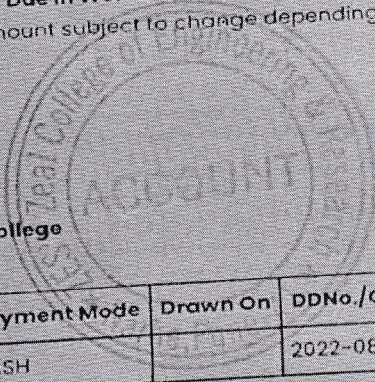 Due in
mount subject to change depending
Zeal College of Engineering & Research
ACCOUNT
ollege
yment Mode Drawn On DDNo./C
SH 2022-08